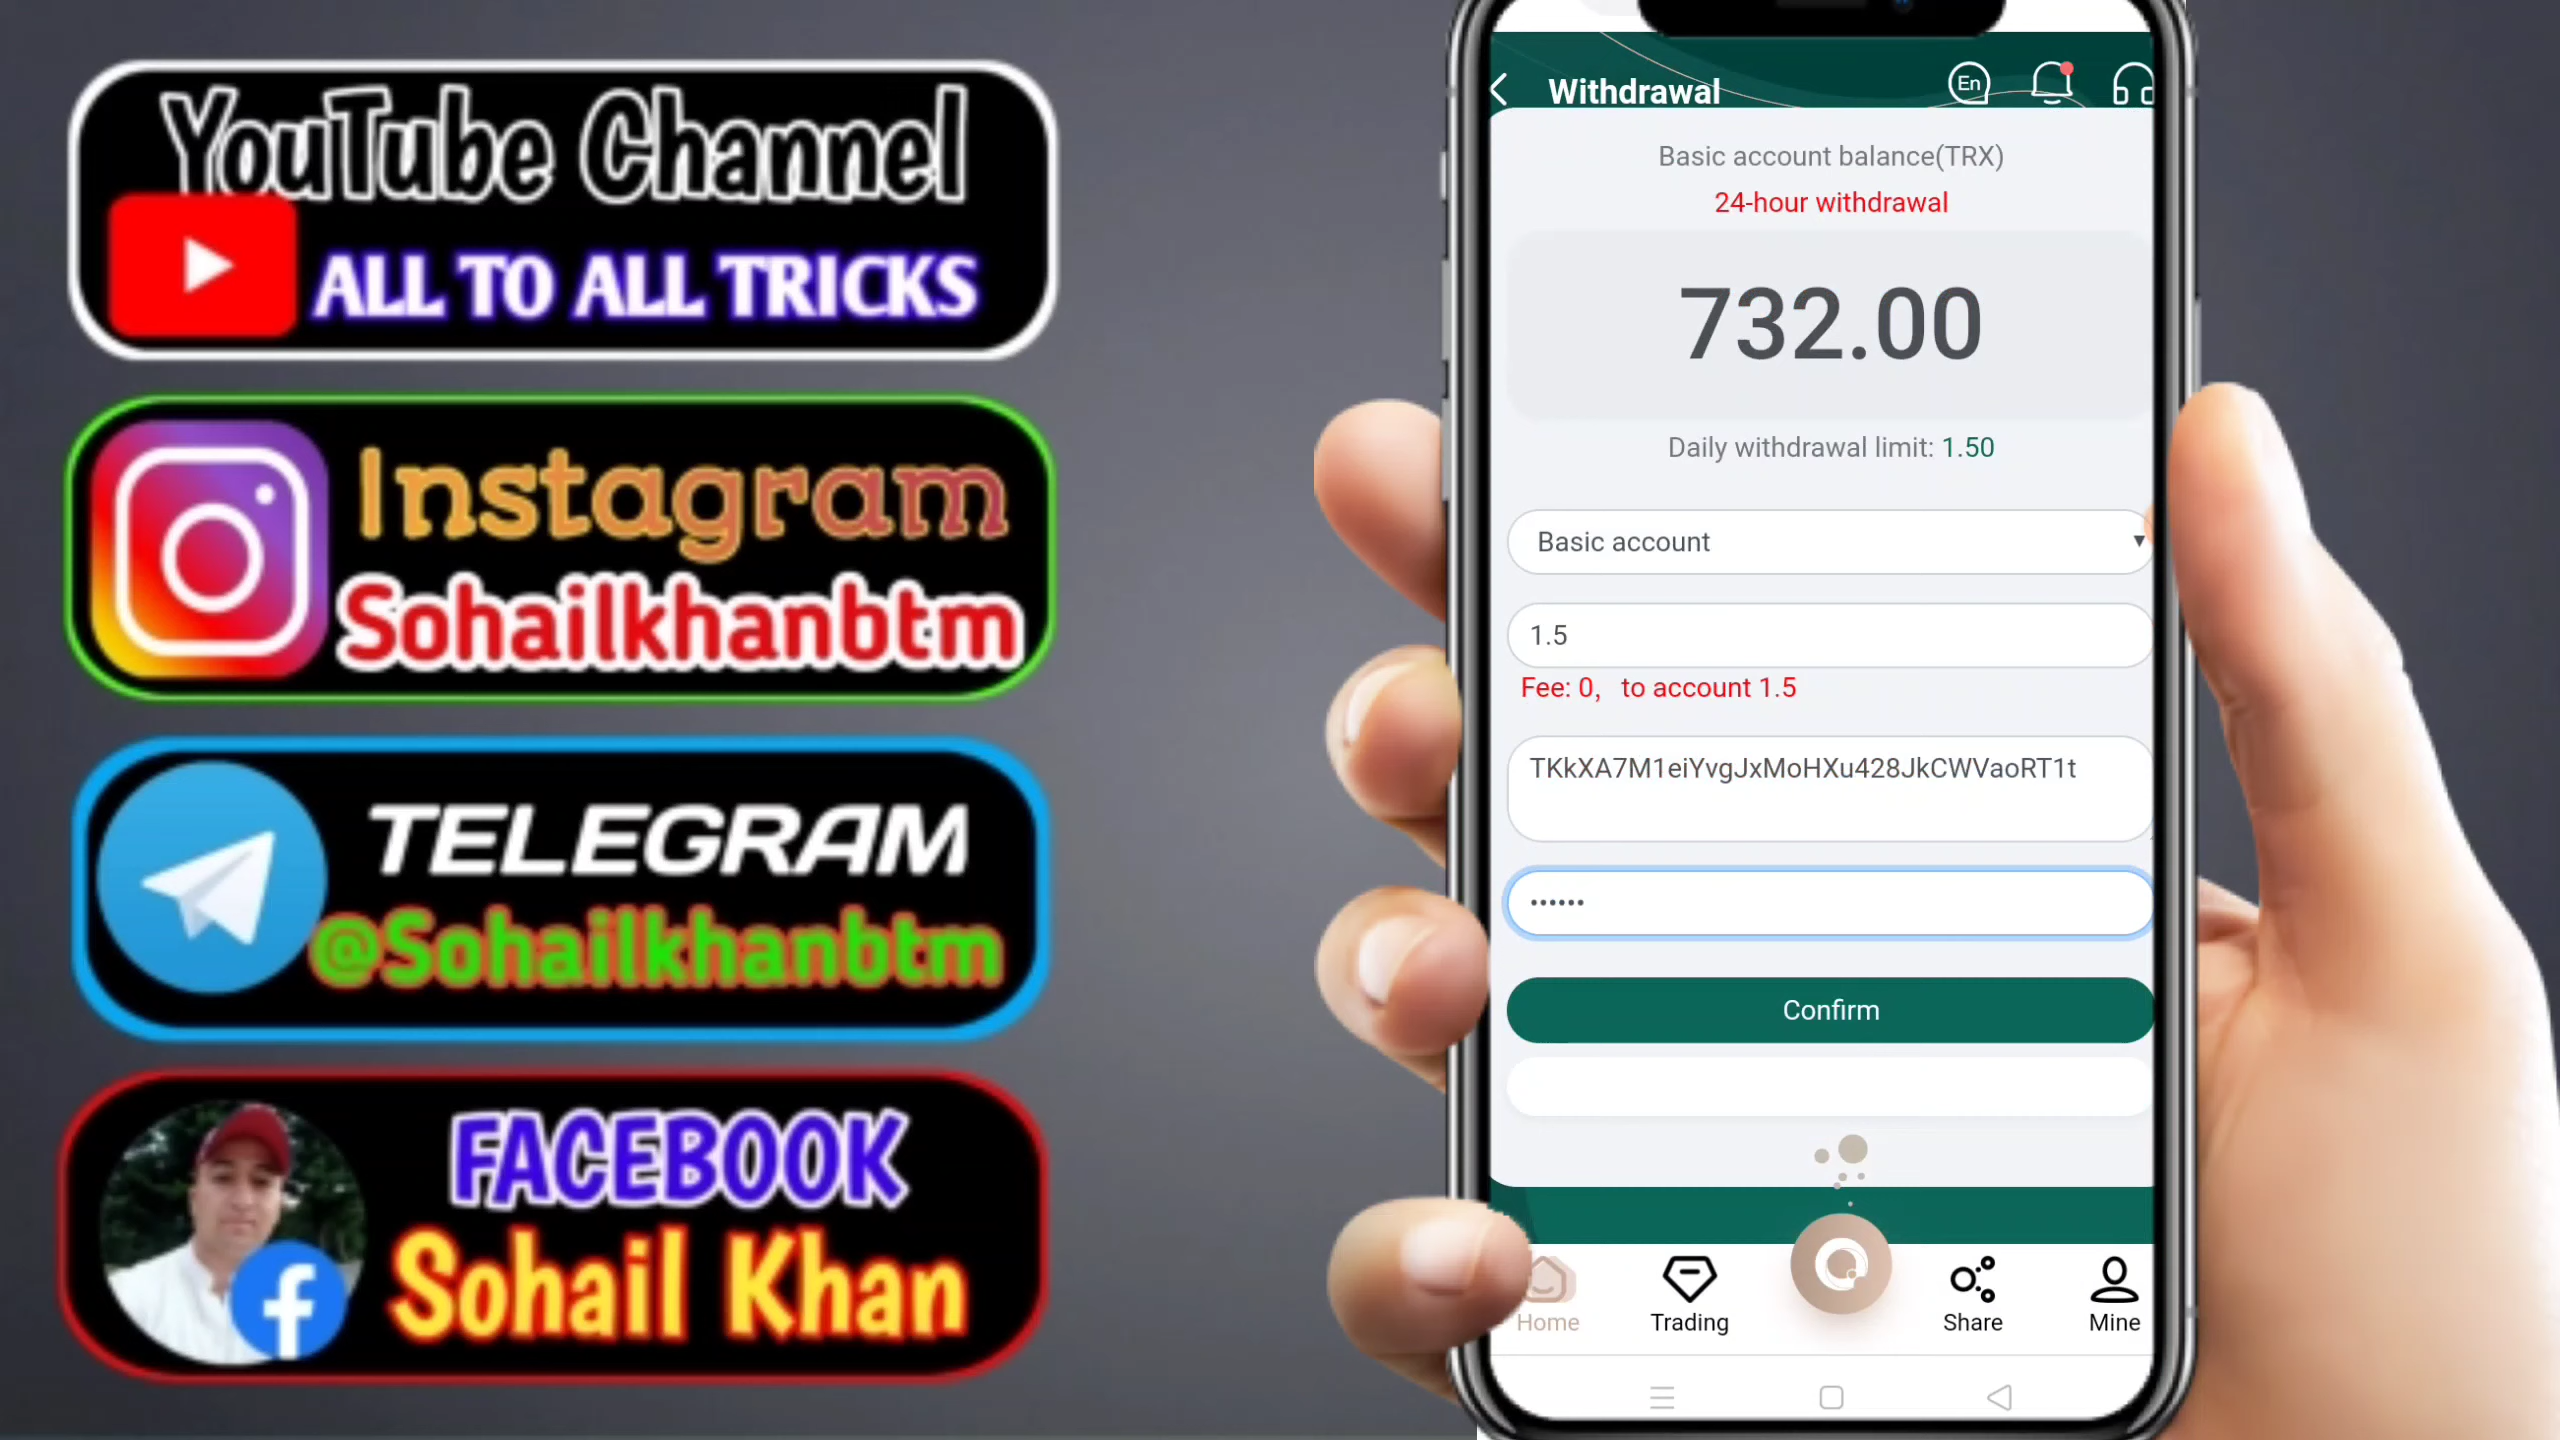 YouTube Channel
ALL TO ALL TRICKS
Instagram
Sohailkhanbtm
TELEGRAM
@Sohailkhanbtm
FACEBOOK
Sohail Khan
Withdrawal
En
Basic account balance(TRX)
24-hour withdrawal
732.00
Daily withdrawal limit: 1.50
Basic account
1.5
Fee: 0, to account 1.5
TKkXA7M1eiYvgJxMoHXu428JkCWVaoRT1t
••••••
Confirm
Home
Trading
Share
Mine